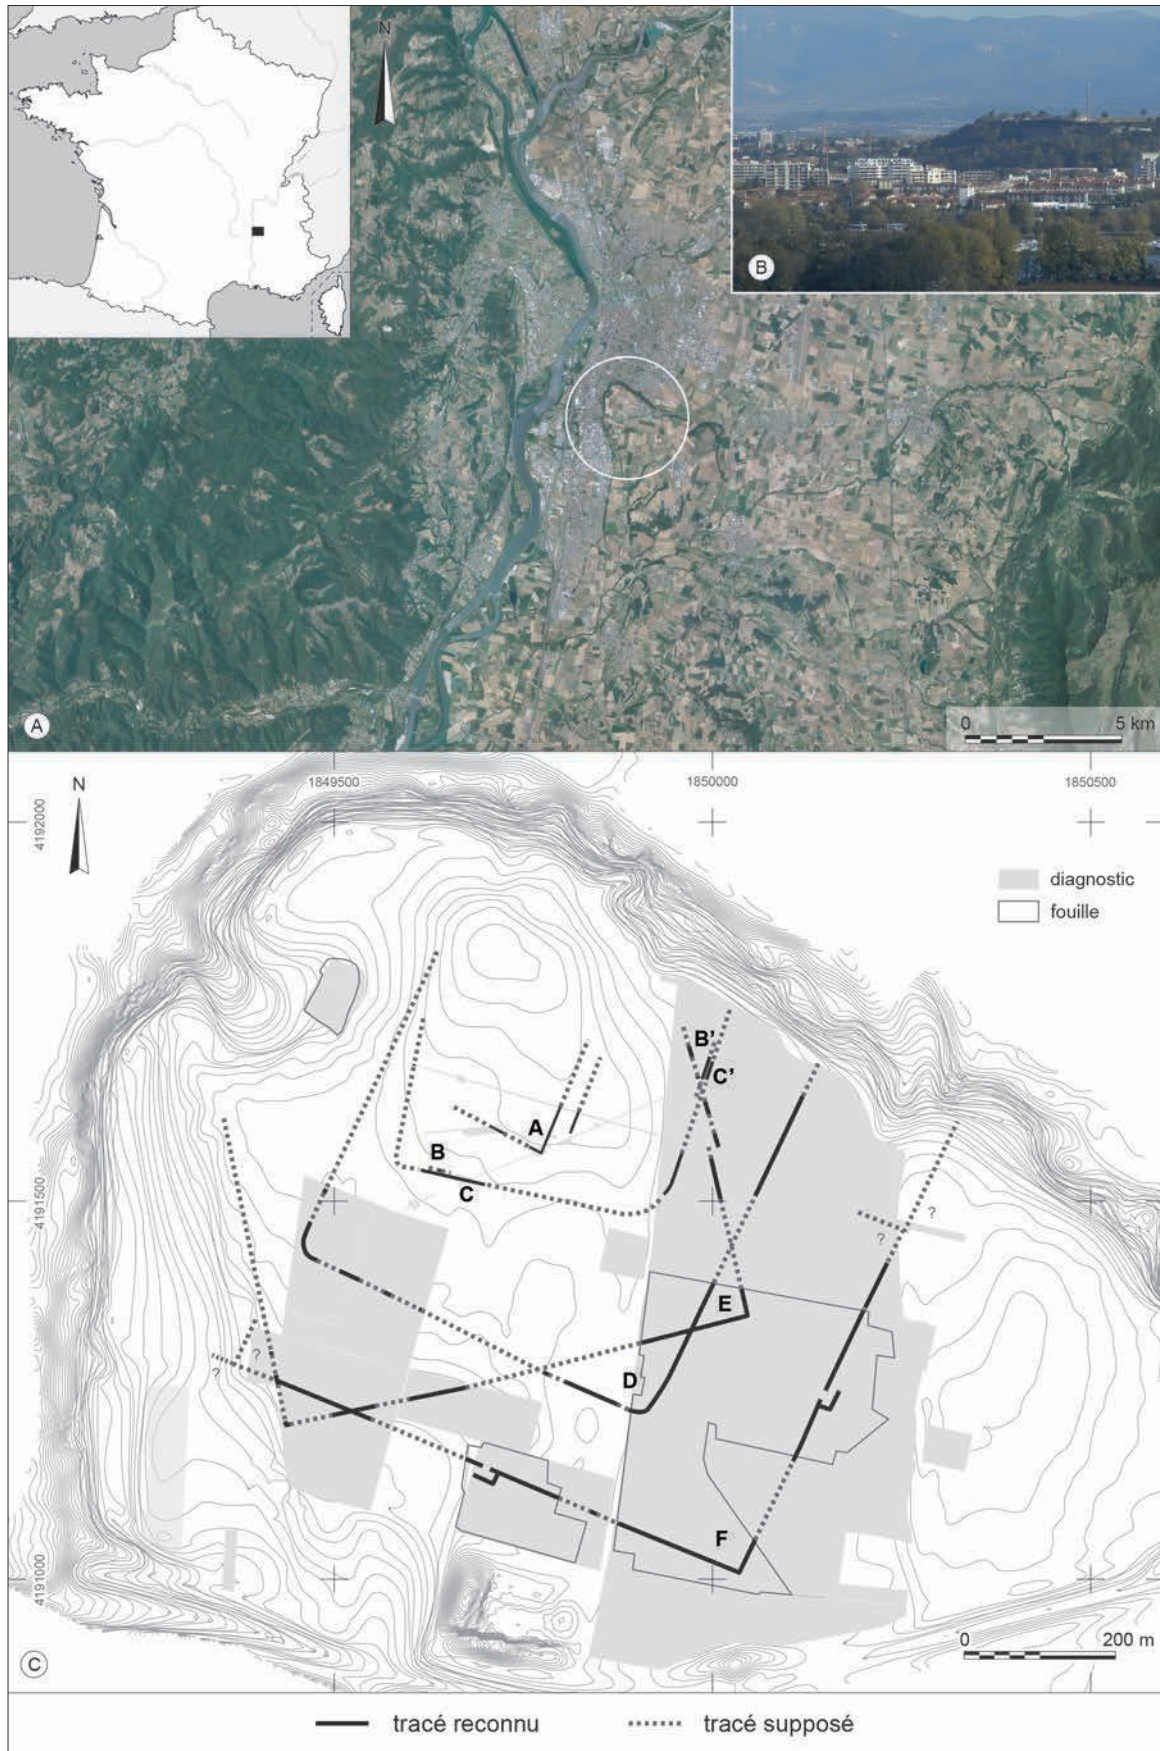 N
B
A
0 5 km
N
1849500 1850000 1850500
4192000
diagnostic
fouille
B'
C'
A
B
C
4191500
?
?
E
?
?
D
F
4191000
0 200 m
C
tracé reconnu tracé supposé